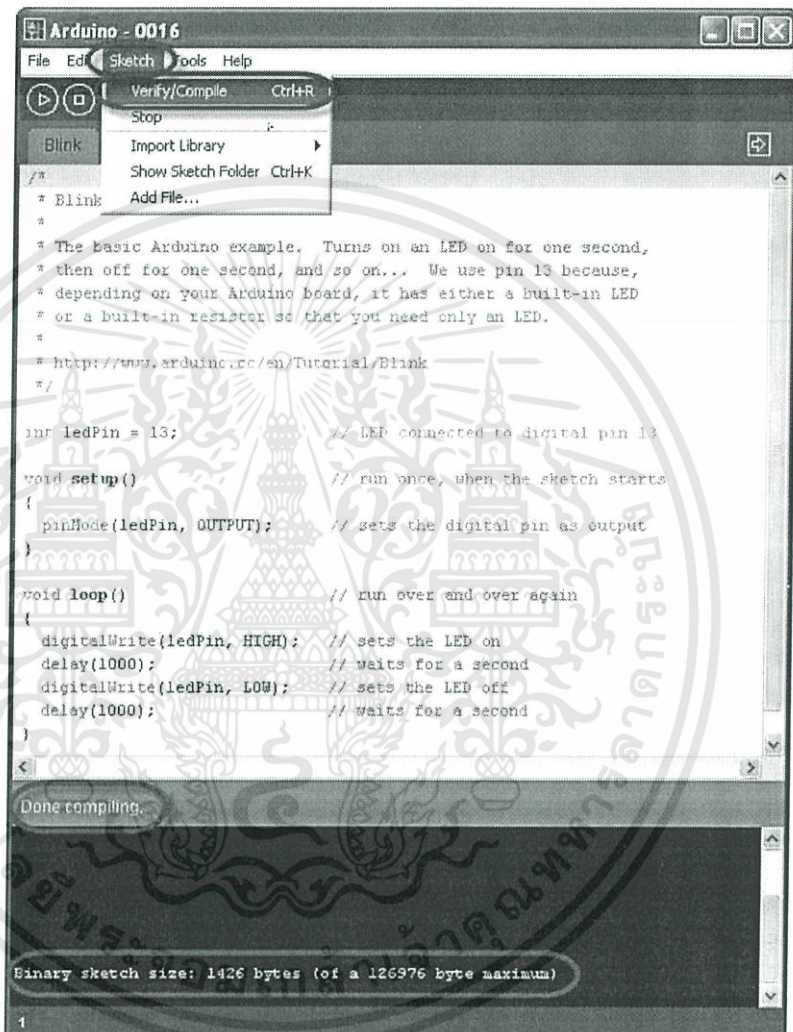 Arduino - 0016
File Edi Sketch Tools Help
Verify/Compile Ctrl+R
Stop
Blink
Import Library
Show Sketch Folder Ctrl+K
Add File...
/*
* Blink
*
* The basic Arduino example. Turns on an LED on for one second,
* then off for one second, and so on... We use pin 13 because,
* depending on your Arduino board, it has either a built-in LED
* or a built-in resistor so that you need only an LED.
*
* http://www.arduino.cc/en/Tutorial/Blink
*/
int ledPin = 13; // LED connected to digital pin 13
void setup() // run once, when the sketch starts
{
pinMode(ledPin, OUTPUT); // sets the digital pin as output
}
void loop() // run over and over again
{
digitalWrite(ledPin, HIGH); // sets the LED on
delay(1000); // waits for a second
digitalWrite(ledPin, LOW); // sets the LED off
delay(1000); // waits for a second
}
Done compiling.
Binary sketch size: 1426 bytes (of a 126976 byte maximum)
1